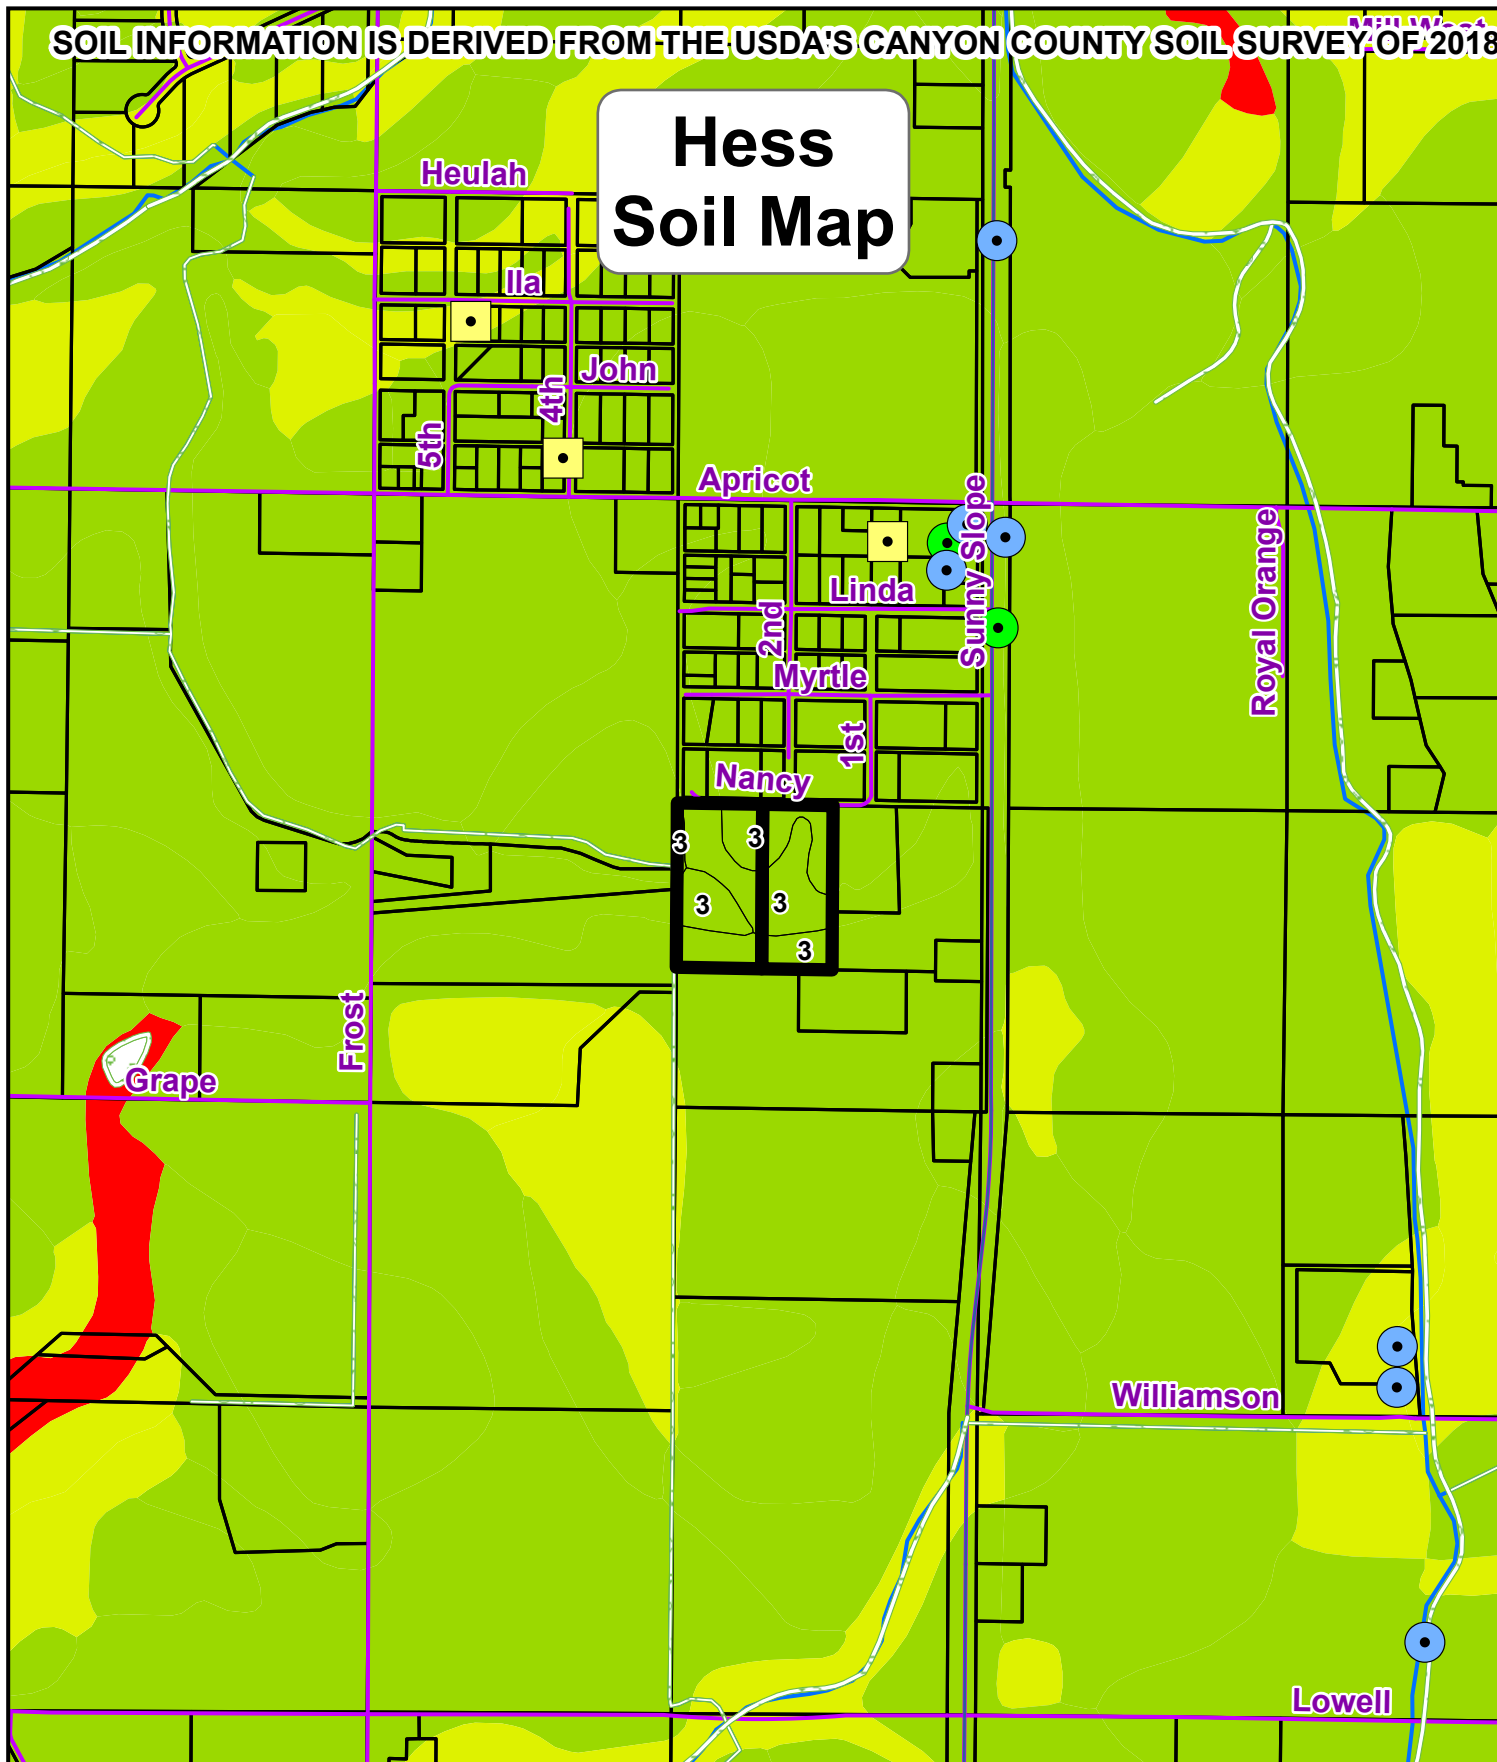 SOIL INFORMATION IS DERIVED FROM THE USDA'S CANYON COUNTY SOIL SURVEY OF 2018
Mill West
Hess
Soil Map
Heulah
Ila
John
4th
5th
Apricot
Sunny Slope
Royal Orange
Linda
2nd
Myrtle
1st
Nancy
3
3
3
3
3
Frost
Grape
Williamson
Lowell